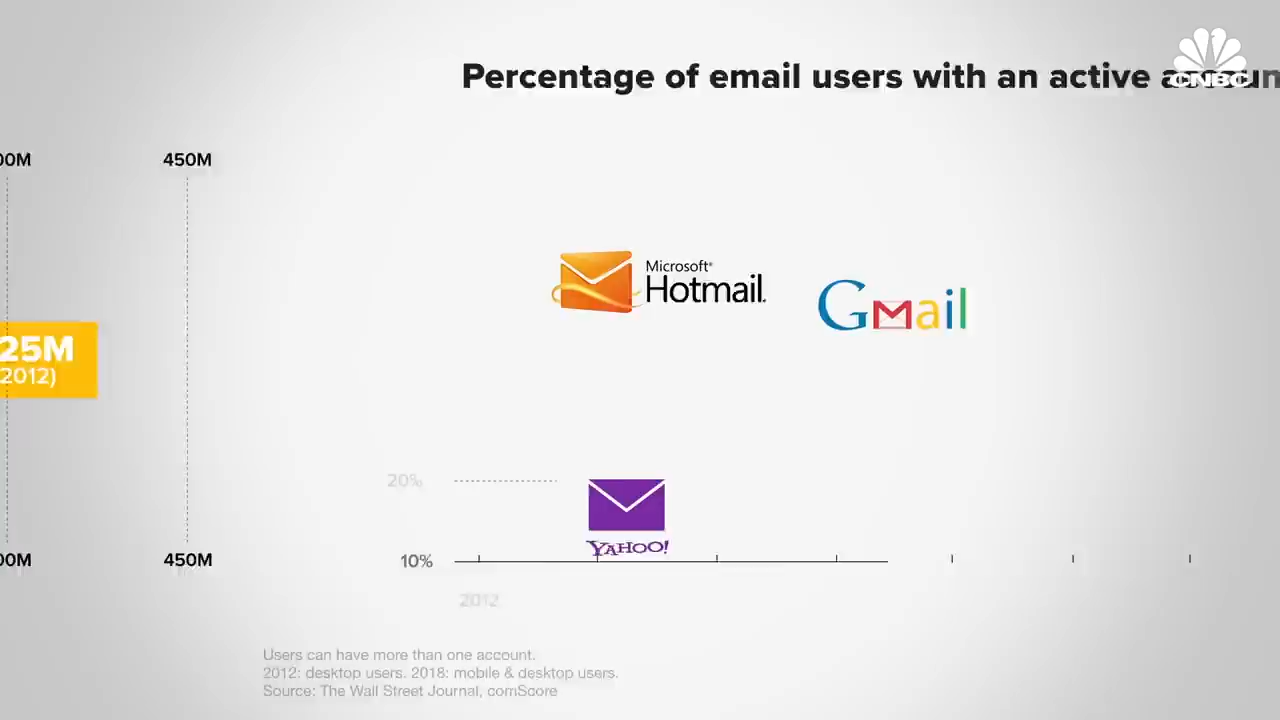 Percentage of email users with an active accoun
CNBC
00M
450M
Microsoft®
Hotmail.
Gmail
25M
2012)
20%
YAHOO!
10%
00M
450M
2012
Users can have more than one account.
2012: desktop users. 2018: mobile & desktop users.
Source: The Wall Street Journal, comScore